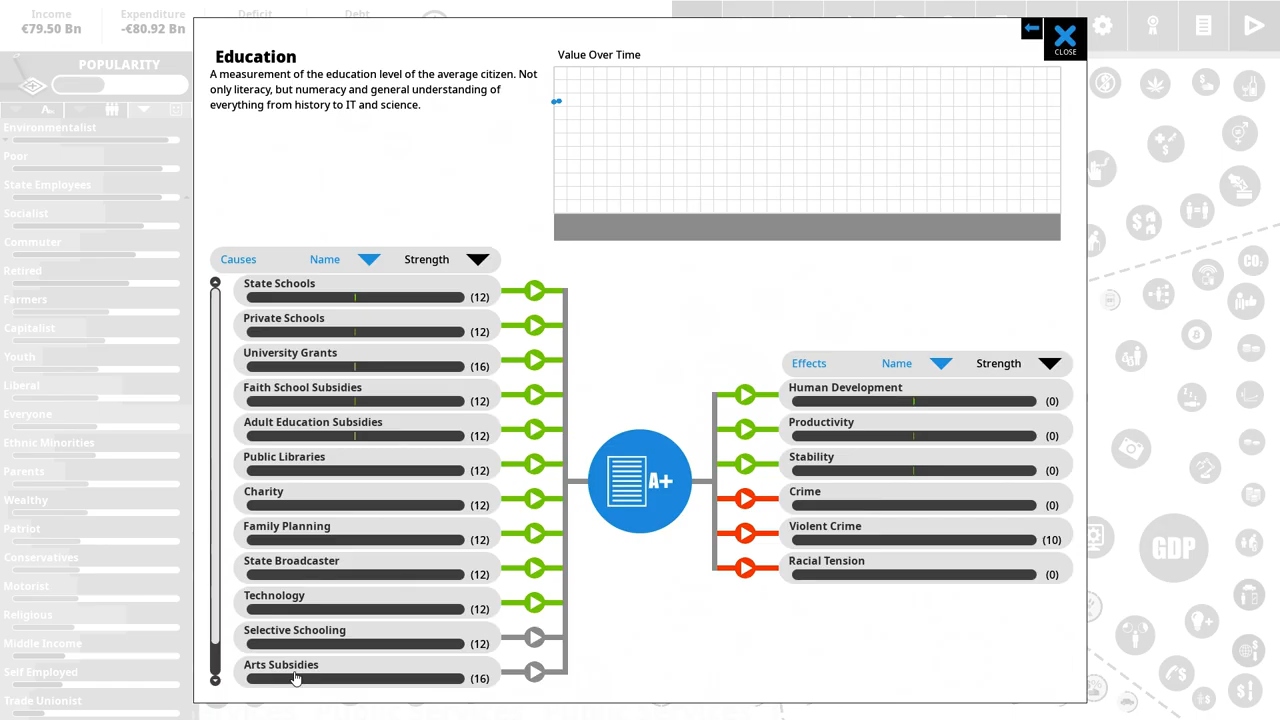 Income
Expenditure
Deficit
Debt
€79.50 Bn
-€80.92 Bn
POPULARITY
Environmentalist
Poor
State Employees
Socialist
Commuter
Retired
Farmers
Capitalist
Youth
Liberal
Everyone
Ethnic Minorities
Parents
Wealthy
Patriot
Conservatives
Motorist
Religious
Middle Income
Self Employed
Trade Unionist
Education
A measurement of the education level of the average citizen. Not
only literacy, but numeracy and general understanding of
everything from history to IT and science.
Value Over Time
CLOSE
Causes Name Strength
State Schools
(12)
Private Schools
(12)
University Grants
(16)
Faith School Subsidies
(12)
Adult Education Subsidies
(12)
Public Libraries
(12)
Charity
(12)
Family Planning
(12)
State Broadcaster
(12)
Technology
(12)
Selective Schooling
(12)
Arts Subsidies
(16)
A+
Effects Name Strength
Human Development
(0)
Productivity
(0)
Stability
(0)
Crime
(0)
Violent Crime
(10)
Racial Tension
(0)
CO₂
GDP